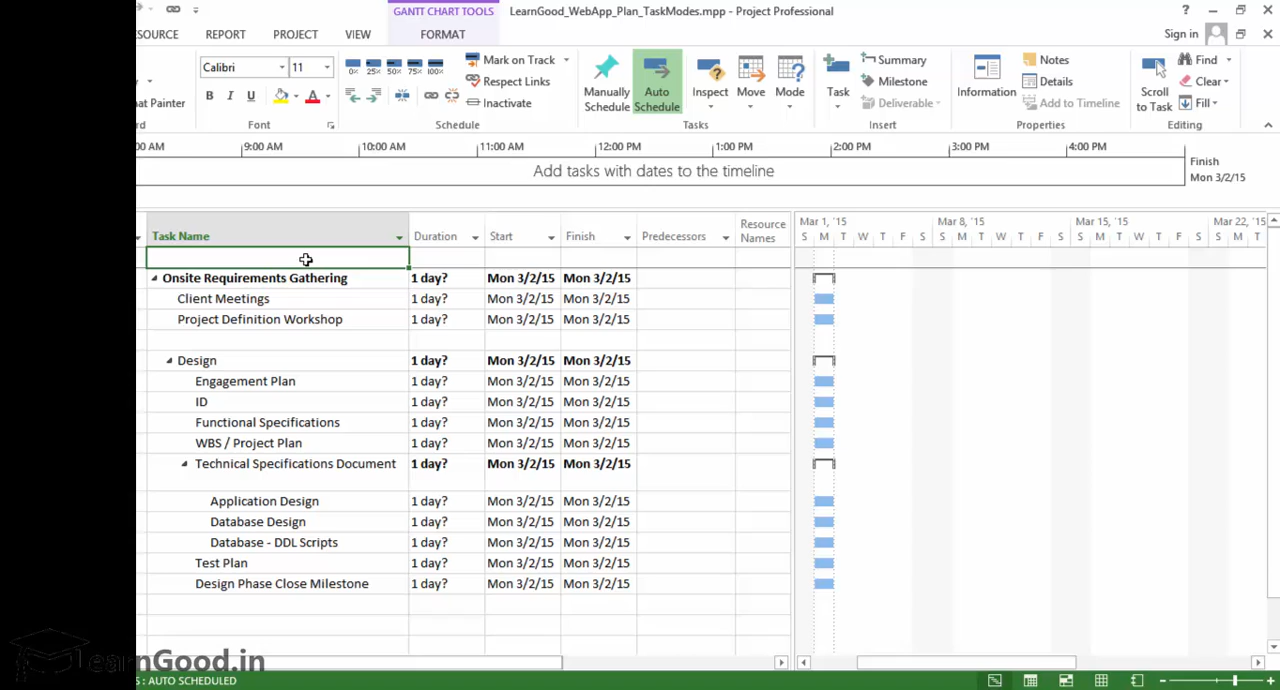 GANTT CHART TOOLS
LearnGood_WebApp_Plan_TaskModes.mpp - Project Professional
?
SOURCE REPORT PROJECT VIEW FORMAT
Sign in
Calibri 11
0% 25% 50% 75% 100%
Mark on Track
Respect Links
Inactivate
at Painter
B I U A
Manually Schedule
Auto Schedule
Inspect
Move
Mode
Task
Summary
Milestone
Deliverable
Information
Notes
Details
Add to Timeline
Scroll to Task
Find
Clear
Fill
rd Font Schedule Tasks Insert Properties Editing
00 AM 9:00 AM 10:00 AM 11:00 AM 12:00 PM 1:00 PM 2:00 PM 3:00 PM 4:00 PM
Add tasks with dates to the timeline
Finish
Mon 3/2/15
Task Name Duration Start Finish Predecessors Resource Names
Mar 1, '15 Mar 8, '15 Mar 15, '15 Mar 22, '15
S M T W T F S S M T W T F S S M T W T F S S M T
Onsite Requirements Gathering 1 day? Mon 3/2/15 Mon 3/2/15
Client Meetings 1 day? Mon 3/2/15 Mon 3/2/15
Project Definition Workshop 1 day? Mon 3/2/15 Mon 3/2/15
Design 1 day? Mon 3/2/15 Mon 3/2/15
Engagement Plan 1 day? Mon 3/2/15 Mon 3/2/15
ID 1 day? Mon 3/2/15 Mon 3/2/15
Functional Specifications 1 day? Mon 3/2/15 Mon 3/2/15
WBS / Project Plan 1 day? Mon 3/2/15 Mon 3/2/15
Technical Specifications Document 1 day? Mon 3/2/15 Mon 3/2/15
Application Design 1 day? Mon 3/2/15 Mon 3/2/15
Database Design 1 day? Mon 3/2/15 Mon 3/2/15
Database - DDL Scripts 1 day? Mon 3/2/15 Mon 3/2/15
Test Plan 1 day? Mon 3/2/15 Mon 3/2/15
Design Phase Close Milestone 1 day? Mon 3/2/15 Mon 3/2/15
LearnGood.in
S : AUTO SCHEDULED